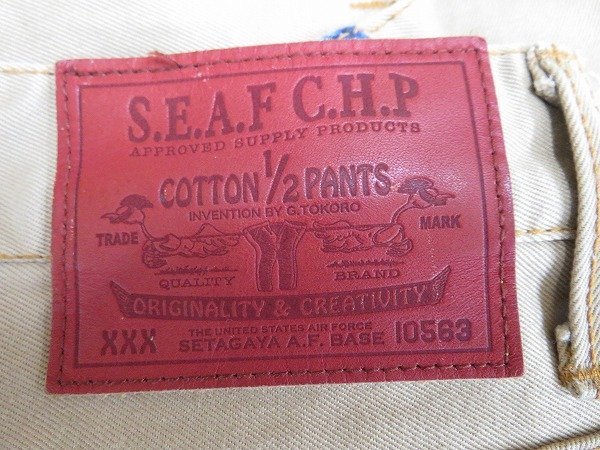 S.E.A.F C.H.P
APPROVED SUPPLY PRODUCTS
COTTON 1/2 PANTS
INVENTION BY G.TOKORO
TRADE MARK
QUALITY BRAND
ORIGINALITY & CREATIVITY
THE UNITED STATES AIR FORCE
XXX SETAGAYA A.F. BASE 10563